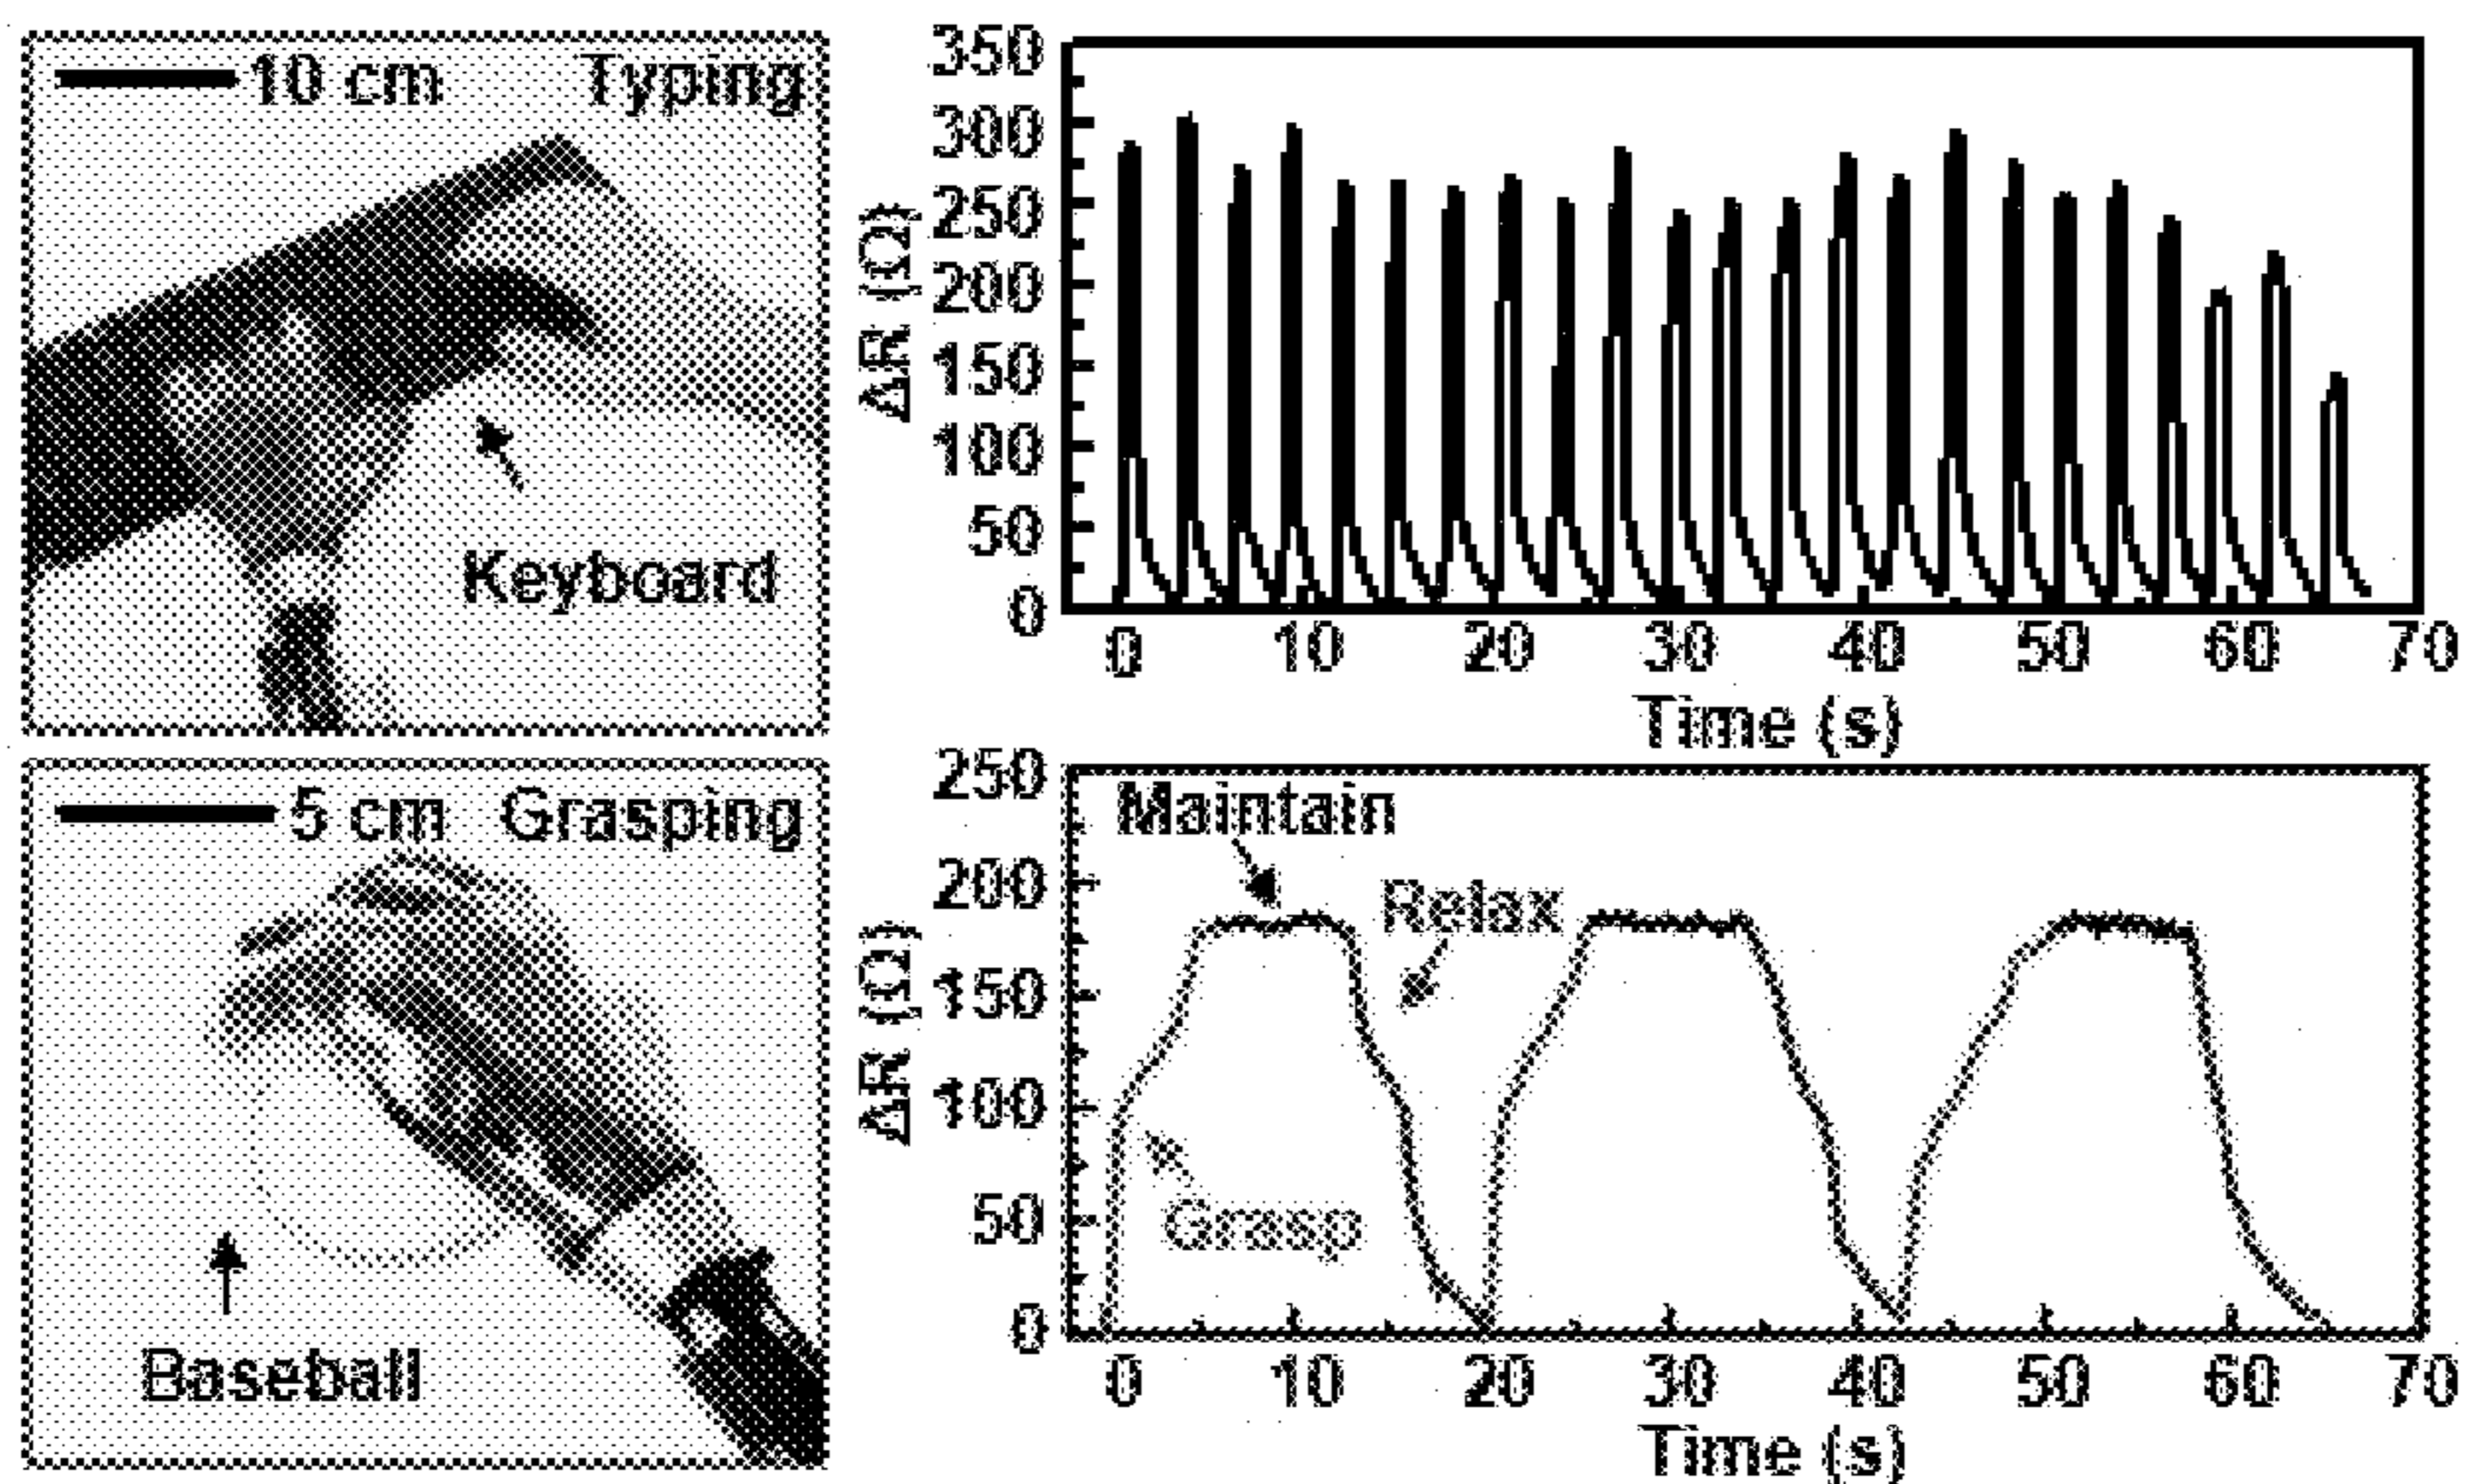 10 cm Typing
Keyboard
350
300
250
200
150
100
50
0
ΔR (Ω)
0 10 20 30 40 50 60 70
Time (s)
5 cm Grasping
Baseball
250
200
150
100
50
0
ΔR (Ω)
Maintain
Relax
Grasp
0 10 20 30 40 50 60 70
Time (s)